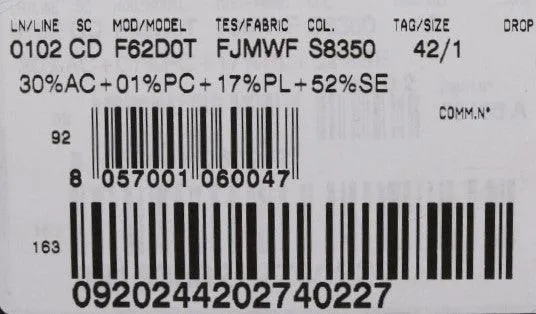 LN/LINE SC MOD/MODEL TES/FABRIC COL. TAG/SIZE DROP
0102 CD F62D0T FJMWF S8350 42/1
30%AC+01%PC+17%PL+52%SE
COMM.N°
92
8 057001 060047
163
0920244202740227